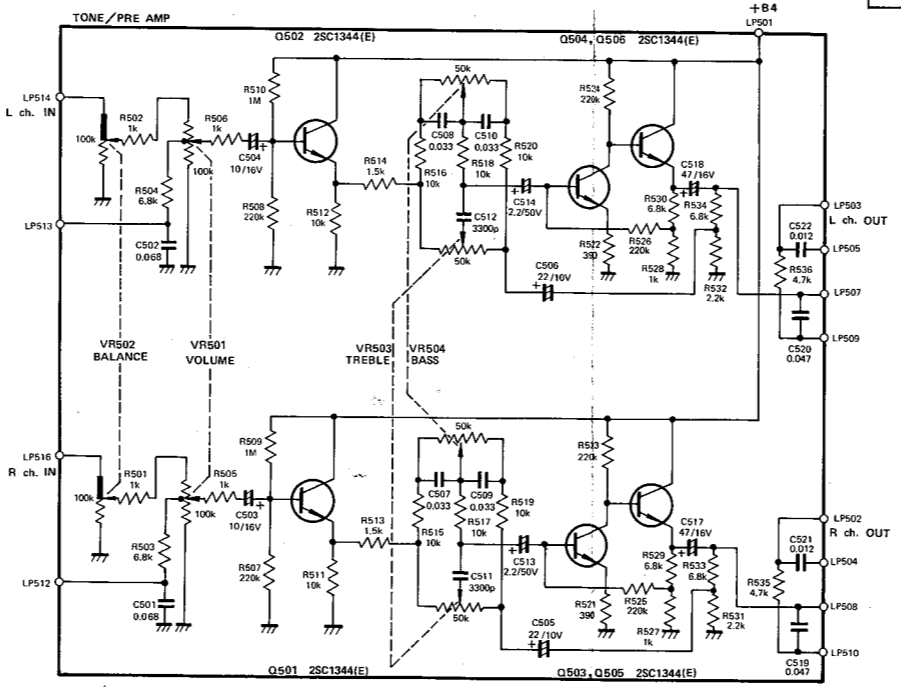 TONE/PRE AMP
+B4
LP501
Q502 2SC1344(E)
Q504, Q506 2SC1344(E)
LP514
L ch. IN
100k
R502
1k
R506
1k
C504
10/16V
R510
1M
50k
C508
0.033
C510
0.033
R520
10k
R524
220k
R504
6.8k
100k
R514
1.5k
R516
10k
R518
10k
C518
47/16V
LP513
C502
0.068
R508
220k
R512
10k
C512
3300p
50k
C514
2.2/50V
R530
6.8k
R534
6.8k
R522
390
R526
220k
R528
1k
R532
2.2k
C506
22/10V
LP503
L ch. OUT
C522
0.012
LP505
R536
4.7k
LP507
LP509
C520
0.047
VR502
BALANCE
VR501
VOLUME
VR503
TREBLE
VR504
BASS
LP516
R ch. IN
100k
R501
1k
R505
1k
C503
10/16V
R509
1M
50k
C507
0.033
C509
0.033
R519
10k
R513
220k
R503
6.8k
100k
R513
1.5k
R515
10k
R517
10k
C517
47/16V
LP512
C501
0.068
R507
220k
R511
10k
C511
3300p
50k
C513
2.2/50V
R529
6.8k
R533
6.8k
R521
390
R525
220k
R527
1k
R531
2.2k
C505
22/10V
LP502
R ch. OUT
C521
0.012
LP504
R535
4.7k
LP508
LP510
C519
0.047
Q501 2SC1344(E)
Q503, Q505 2SC1344(E)